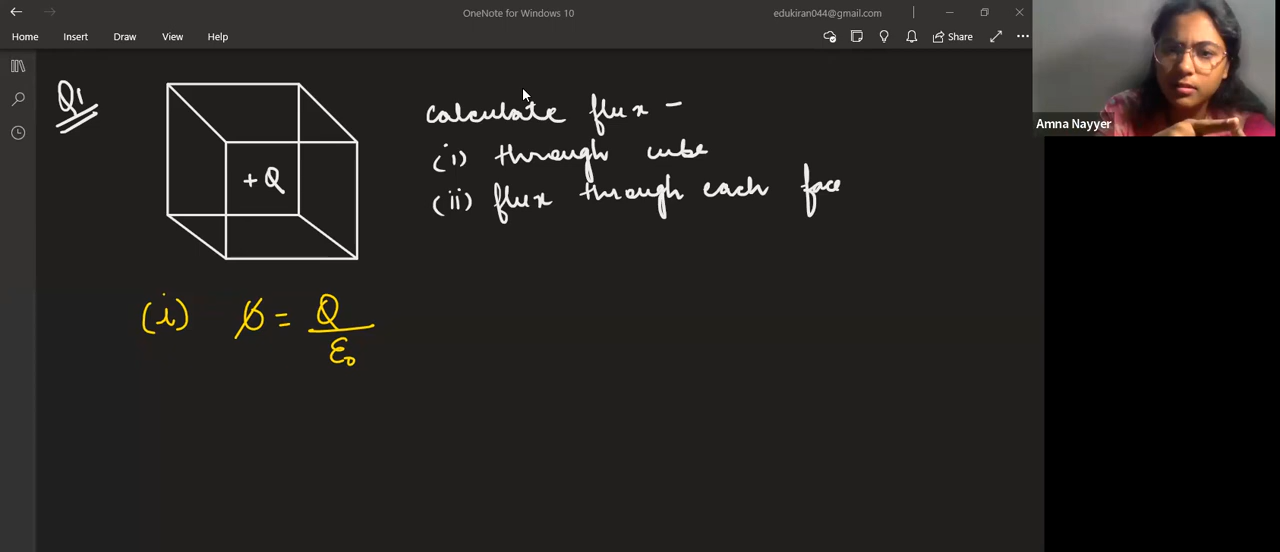 OneNote for Windows 10
edukiran044@gmail.com
Home Insert Draw View Help
Share
Amna Nayyer
Q1
calculate flux -
(i) through cube
(ii) flux through each face
+Q
(i) ϕ = Q
ε0